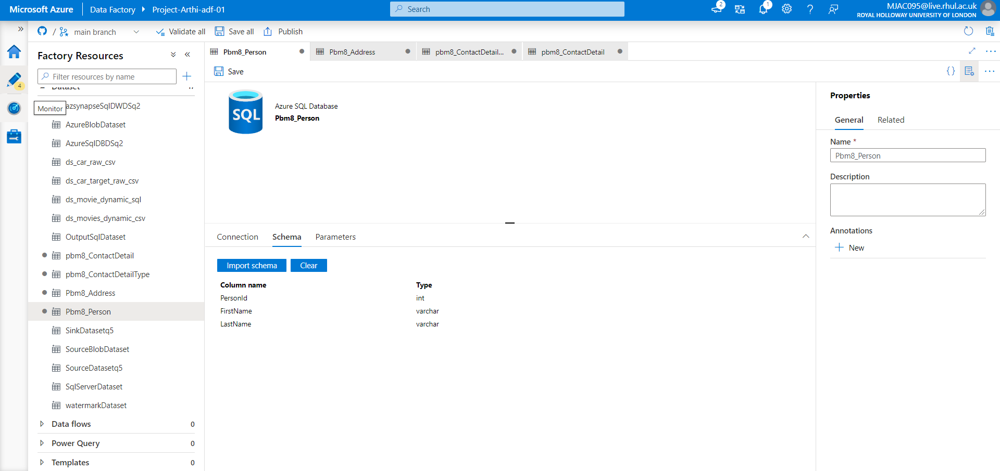 Microsoft Azure
Data Factory
Project-Arthi-adf-01
Search
2
1
MJAC095@live.rhul.ac.uk
ROYAL HOLLOWAY UNIVERSITY OF LONDON
/
main branch
Validate all
Save all
Publish
4
Monitor
Factory Resources
Filter resources by name
Dataset
17
azsynapseSqlDWDSq2
AzureBlobDataset
AzureSqlDBDSq2
ds_car_raw_csv
ds_car_target_raw_csv
ds_movie_dynamic_sql
ds_movies_dynamic_csv
OutputSqlDataset
pbm8_ContactDetail
pbm8_ContactDetailType
Pbm8_Address
Pbm8_Person
SinkDatasetq5
SourceBlobDataset
SourceDatasetq5
SqlServerDataset
watermarkDataset
Data flows
0
Power Query
0
Templates
0
Pbm8_Person
Pbm8_Address
pbm8_ContactDetail...
pbm8_ContactDetail
Save
{}
SQL
Azure SQL Database
Pbm8_Person
Connection
Schema
Parameters
Import schema
Clear
Column name
Type
PersonId
int
FirstName
varchar
LastName
varchar
Properties
General
Related
Name *
Pbm8_Person
Description
Annotations
New